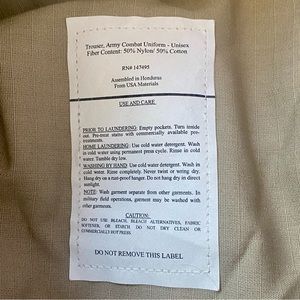 Trouser, Army Combat Uniform - Unisex
Fiber Content: 50% Nylon/ 50% Cotton
RN# 147495
Assembled in Honduras
From USA Materials
USE AND CARE
PRIOR TO LAUNDERING: Empty pockets. Turn inside
out. Pre-treat stains with commercially available pre-
treatments.
HOME LAUNDERING: Use cold water detergent. Wash
in cold water using permanent press cycle. Rinse in cold
water. Tumble dry low.
WASHING BY HAND: Use cold water detergent. Wash in
cold water. Rinse completely. Never twist or wring dry.
Hang dry on a rust-proof hanger. Do not hang dry in direct
sunlight.
NOTE: Wash garment separate from other garments. In
military field operations, garment may be washed with
other garments.
CAUTION:
DO NOT USE BLEACH, BLEACH ALTERNATIVES, FABRIC
SOFTENER, OR STARCH. DO NOT DRY CLEAN OR
COMMERCIALLY HOT PRESS.
DO NOT REMOVE THIS LABEL